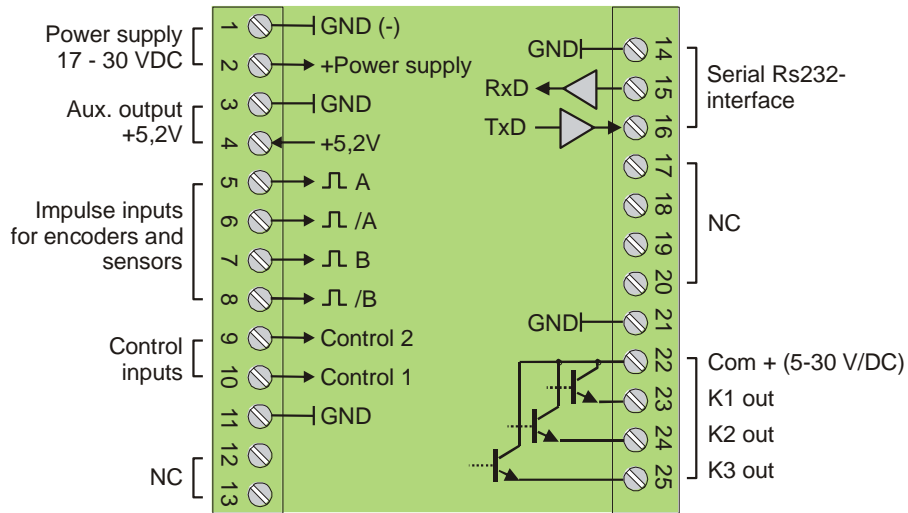 Power supply
17 - 30 VDC
Aux. output
+5,2V
Impulse inputs
for encoders and
sensors
Control
inputs
NC
1
2
3
4
5
6
7
8
9
10
11
12
13
GND (-)
+Power supply
GND
+5,2V
A
/A
B
/B
Control 2
Control 1
GND
GND
RxD
TxD
GND
14
15
16
17
18
19
20
21
22
23
24
25
Serial Rs232-
interface
NC
Com + (5-30 V/DC)
K1 out
K2 out
K3 out